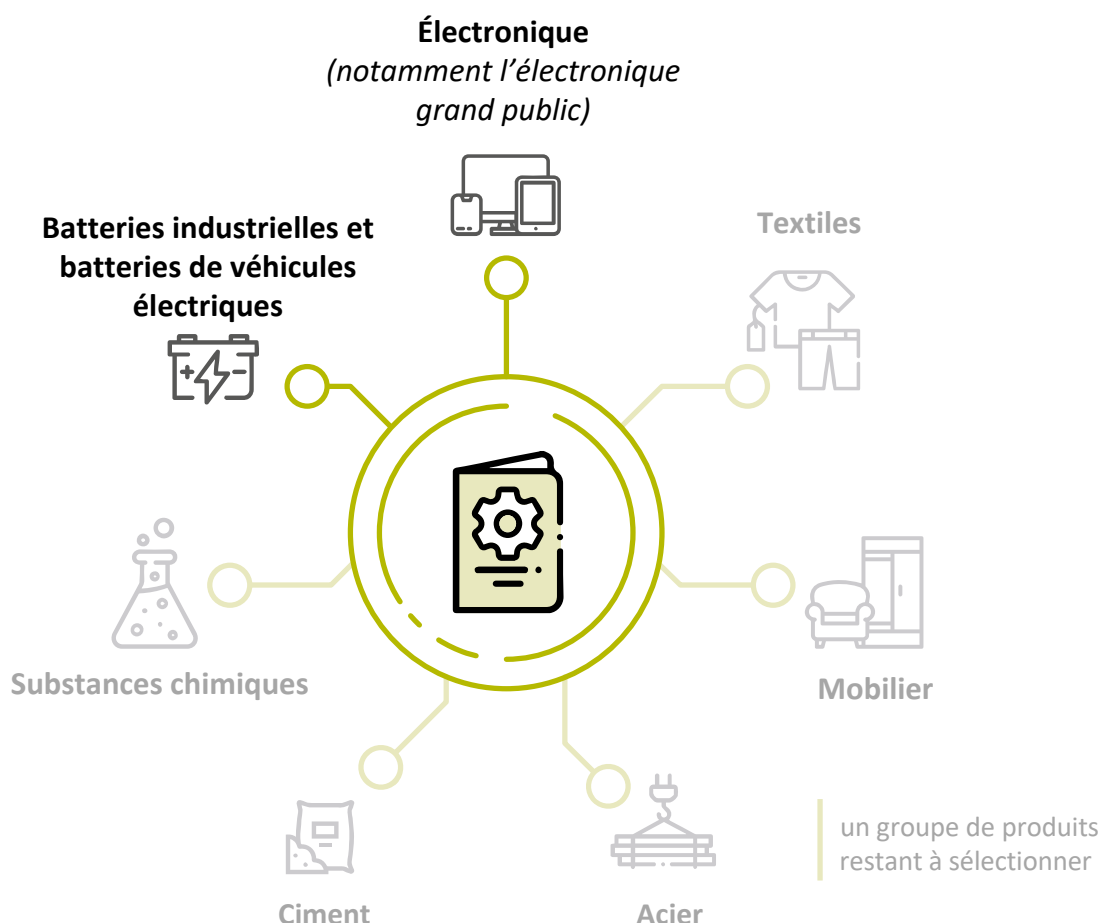 Électronique
(notamment l’électronique
grand public)
Batteries industrielles et
batteries de véhicules
électriques
Textiles
Substances chimiques
Mobilier
un groupe de produits
restant à sélectionner
Ciment
Acier